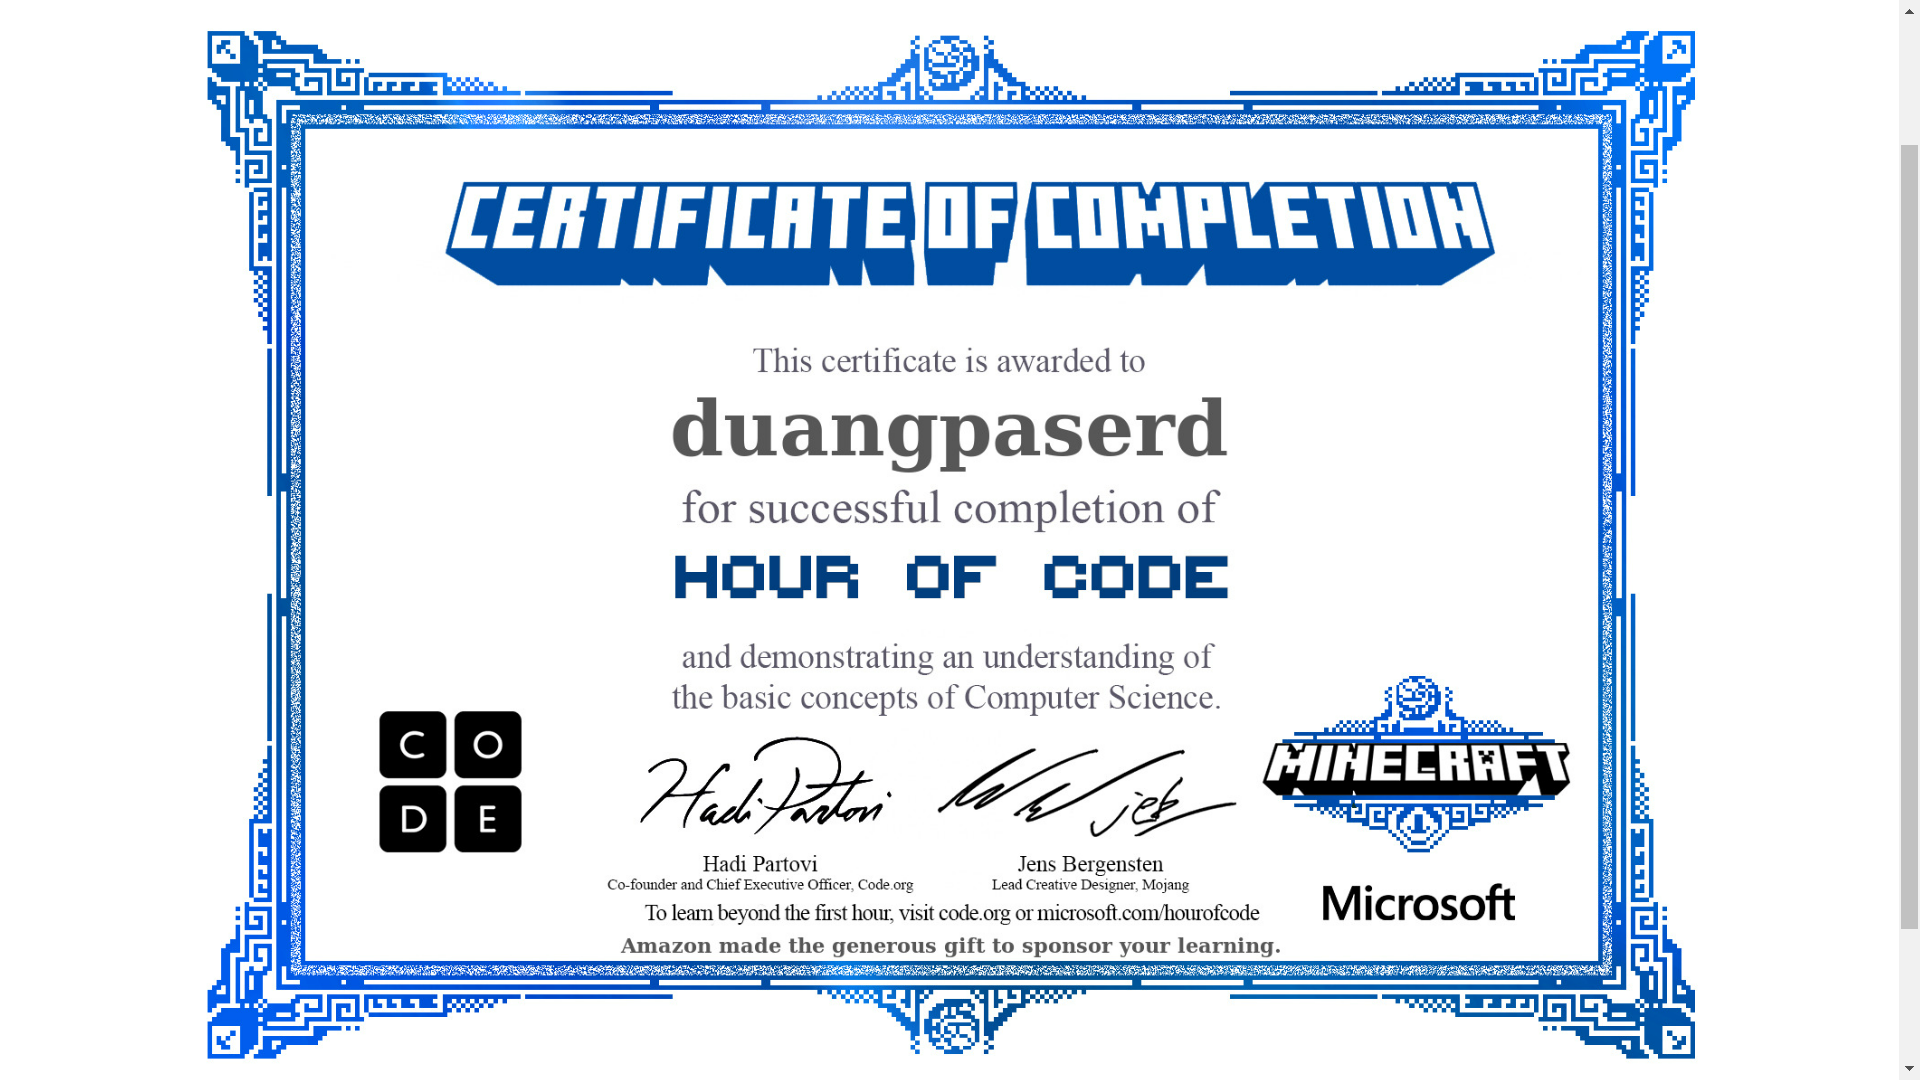 CERTIFICATE OF COMPLETION
This certificate is awarded to
duangpaserd
for successful completion of
HOUR OF CODE
and demonstrating an understanding of
the basic concepts of Computer Science.
C O
D E
Hadi Partovi
jeb
MINECRAFT
Hadi Partovi
Co-founder and Chief Executive Officer, Code.org
Jens Bergensten
Lead Creative Designer, Mojang
Microsoft
To learn beyond the first hour, visit code.org or microsoft.com/hourofcode
Amazon made the generous gift to sponsor your learning.